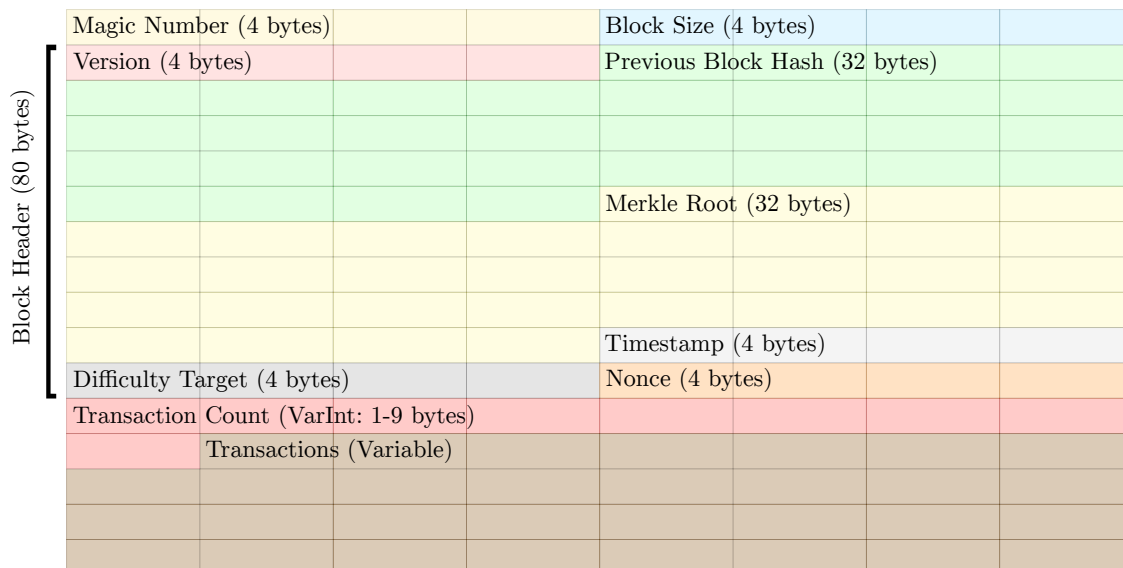 Magic Number (4 bytes)
Block Size (4 bytes)
Version (4 bytes)
Previous Block Hash (32 bytes)
Block Header (80 bytes)
Merkle Root (32 bytes)
Timestamp (4 bytes)
Difficulty Target (4 bytes)
Nonce (4 bytes)
Transaction Count (VarInt: 1-9 bytes)
Transactions (Variable)